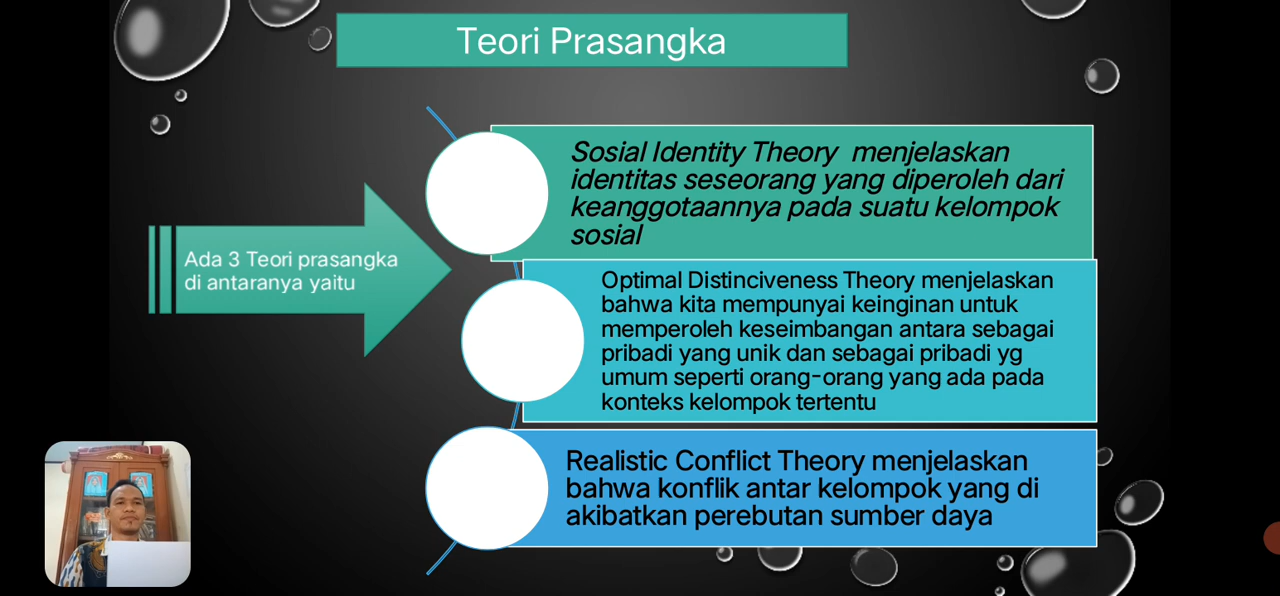 Teori Prasangka
Ada 3 Teori prasangka
di antaranya yaitu
Sosial Identity Theory menjelaskan
identitas seseorang yang diperoleh dari
keanggotaannya pada suatu kelompok
sosial
Optimal Distinciveness Theory menjelaskan
bahwa kita mempunyai keinginan untuk
memperoleh keseimbangan antara sebagai
pribadi yang unik dan sebagai pribadi yg
umum seperti orang-orang yang ada pada
konteks kelompok tertentu
Realistic Conflict Theory menjelaskan
bahwa konflik antar kelompok yang di
akibatkan perebutan sumber daya